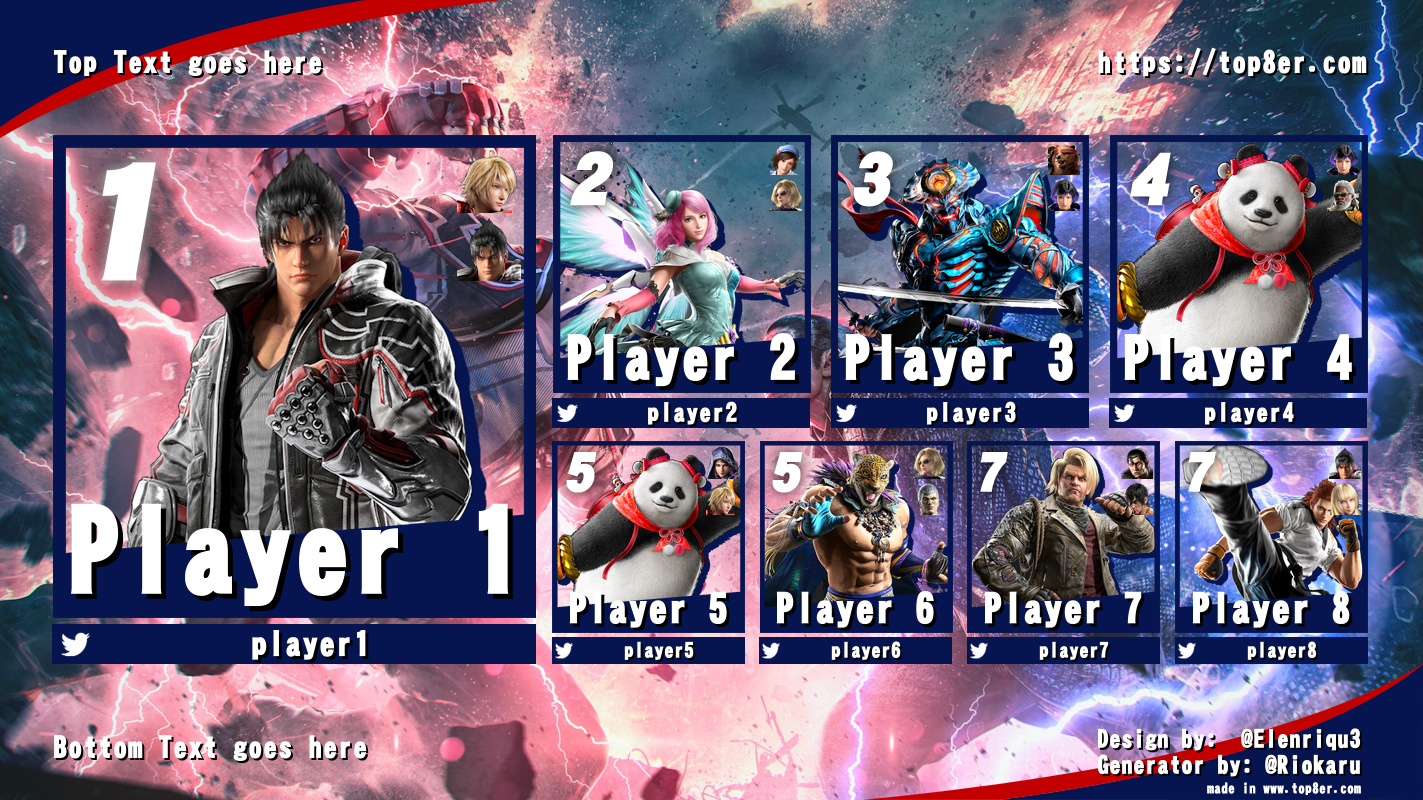 Top Text goes here
https://top8er.com
1
Player 1
player1
2
Player 2
player2
3
Player 3
player3
4
Player 4
player4
5
Player 5
player5
5
Player 6
player6
7
Player 7
player7
7
Player 8
player8
Bottom Text goes here
Design by: @Elenriqu3
Generator by: @Riokaru
made in www.top8er.com